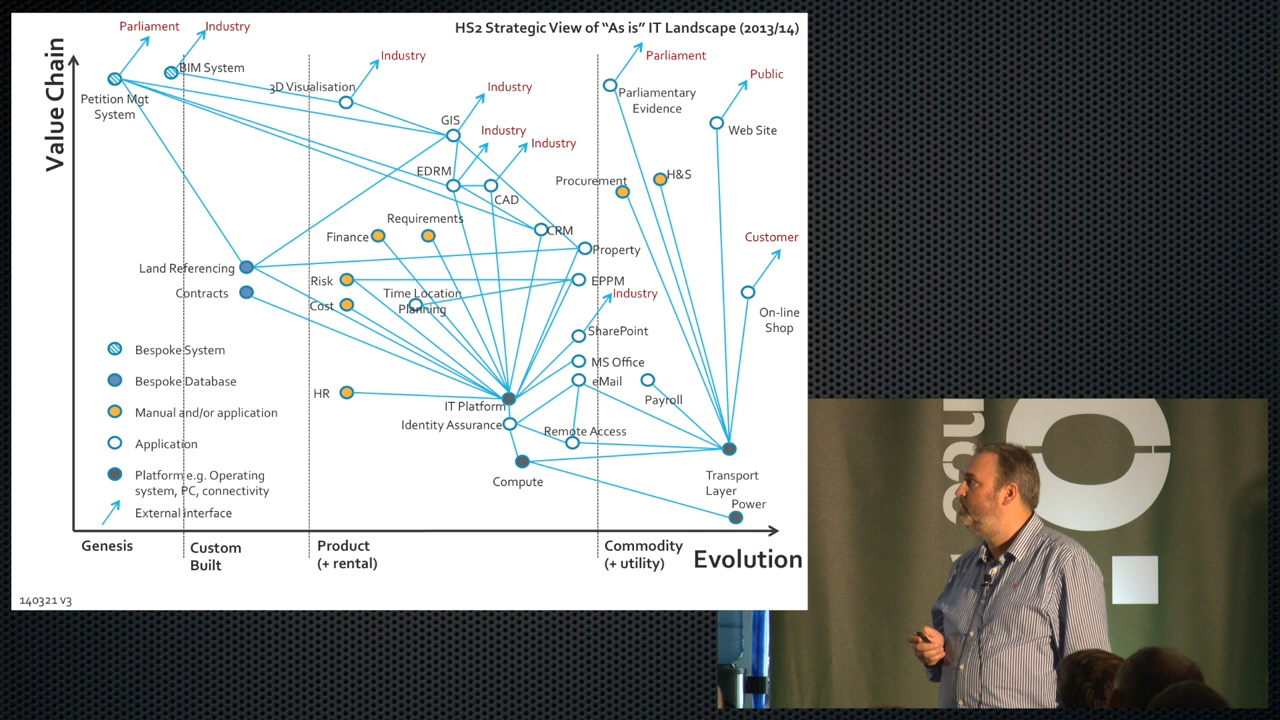 HS2 Strategic View of “As is” IT Landscape (2013/14)
Parliament
Industry
Value Chain
BIM System
Petition Mgt
System
3D Visualisation
Industry
GIS
Industry
EDRM
Industry
Industry
CAD
Parliament
Parliamentary
Evidence
Public
Web Site
Procurement
H&S
Requirements
Finance
CRM
Property
Customer
Land Referencing
Contracts
Risk
Cost
Time Location
Planning
EPPM
Industry
SharePoint
MS Office
eMail
Payroll
On-line
Shop
HR
IT Platform
Identity Assurance
Remote Access
Compute
Transport
Layer
Power
Bespoke System
Bespoke Database
Manual and/or application
Application
Platform e.g. Operating
system, PC, connectivity
External interface
Genesis
Custom
Built
Product
(+ rental)
Commodity
(+ utility)
Evolution
140321 v3